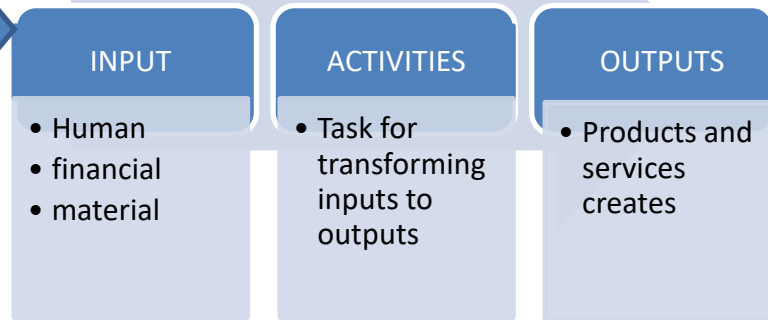 INPUT
• Human
• financial
• material
ACTIVITIES
• Task for
transforming
inputs to
outputs
OUTPUTS
• Products and
services
creates